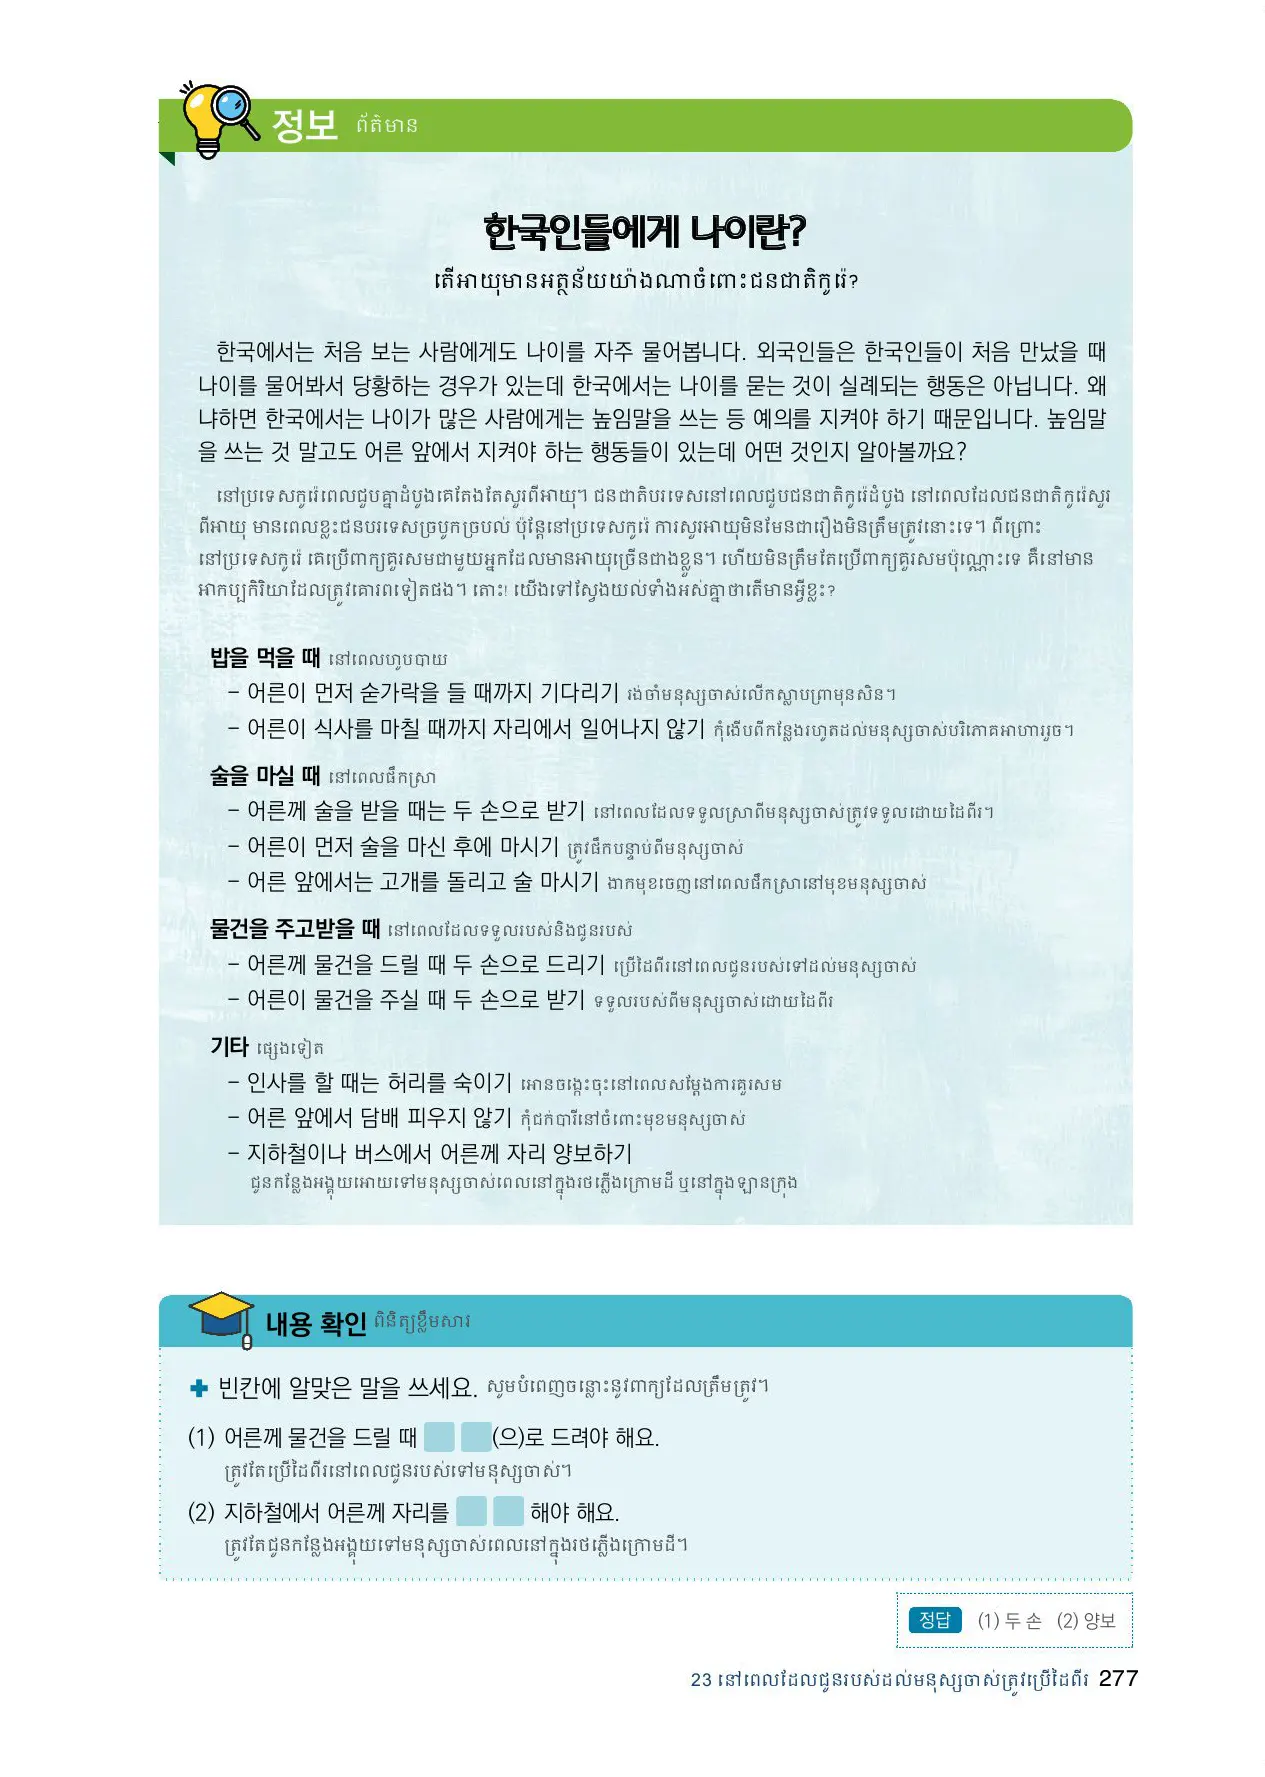 정보 ព័ត៌មាន
한국인들에게 나이란?
តើអាយុមានអត្ថន័យយ៉ាងណាចំពោះជនជាតិកូរ៉េ?
한국에서는 처음 보는 사람에게도 나이를 자주 물어봅니다. 외국인들은 한국인들이 처음 만났을 때
나이를 물어봐서 당황하는 경우가 있는데 한국에서는 나이를 묻는 것이 실례되는 행동은 아닙니다. 왜
냐하면 한국에서는 나이가 많은 사람에게는 높임말을 쓰는 등 예의를 지켜야 하기 때문입니다. 높임말
을 쓰는 것 말고도 어른 앞에서 지켜야 하는 행동들이 있는데 어떤 것인지 알아볼까요?
នៅប្រទេសកូរ៉េពេលជួបគ្នាដំបូងគេតែងតែសួរពីអាយុ។ ជនជាតិបរទេសនៅពេលជួបជនជាតិកូរ៉េដំបូង នៅពេលដែលជនជាតិកូរ៉េសួរ
ពីអាយុ មានពេលខ្លះជនបរទេសច្របូកច្របល់ ប៉ុន្តែនៅប្រទេសកូរ៉េ ការសួរអាយុមិនមែនជារឿងមិនត្រឹមត្រូវនោះទេ។ ពីព្រោះ
នៅប្រទេសកូរ៉េ គេប្រើពាក្យគួរសមជាមួយអ្នកដែលមានអាយុច្រើនជាងខ្លួន។ ហើយមិនត្រឹមតែប្រើពាក្យគួរសមប៉ុណ្ណោះទេ គឺនៅមាន
អាកប្បកិរិយាដែលត្រូវគោរពទៀតផង។ តោះ! យើងទៅស្វែងយល់ទាំងអស់គ្នាថាតើមានអ្វីខ្លះ?
밥을 먹을 때 នៅពេលហូបបាយ
– 어른이 먼저 숟가락을 들 때까지 기다리기 រង់ចាំមនុស្សចាស់លើកស្លាបព្រាមុនសិន។
– 어른이 식사를 마칠 때까지 자리에서 일어나지 않기 កុំងើបពីកន្លែងរហូតដល់មនុស្សចាស់បរិភោគអាហាររួច។
술을 마실 때 នៅពេលផឹកស្រា
– 어른께 술을 받을 때는 두 손으로 받기 នៅពេលដែលទទួលស្រាពីមនុស្សចាស់ត្រូវទទួលដោយដៃពីរ។
– 어른이 먼저 술을 마신 후에 마시기 ត្រូវផឹកបន្ទាប់ពីមនុស្សចាស់
– 어른 앞에서는 고개를 돌리고 술 마시기 ងាកមុខចេញនៅពេលផឹកស្រានៅមុខមនុស្សចាស់
물건을 주고받을 때 នៅពេលដែលទទួលរបស់និងជូនរបស់
– 어른께 물건을 드릴 때 두 손으로 드리기 ប្រើដៃពីរនៅពេលជូនរបស់ទៅដល់មនុស្សចាស់
– 어른이 물건을 주실 때 두 손으로 받기 ទទួលរបស់ពីមនុស្សចាស់ដោយដៃពីរ
기타 ផ្សេងទៀត
– 인사를 할 때는 허리를 숙이기 អោនចង្កេះចុះនៅពេលសម្តែងការគួរសម
– 어른 앞에서 담배 피우지 않기 កុំជក់បារីនៅចំពោះមុខមនុស្សចាស់
– 지하철이나 버스에서 어른께 자리 양보하기
ជូនកន្លែងអង្គុយអោយទៅមនុស្សចាស់ពេលនៅក្នុងរថភ្លើងក្រោមដី ឬនៅក្នុងឡានក្រុង
내용 확인 ពិនិត្យខ្លឹមសារ
빈칸에 알맞은 말을 쓰세요. សូមបំពេញចន្លោះនូវពាក្យដែលត្រឹមត្រូវ។
(1) 어른께 물건을 드릴 때 (으)로 드려야 해요.
ត្រូវតែប្រើដៃពីរនៅពេលជូនរបស់ទៅមនុស្សចាស់។
(2) 지하철에서 어른께 자리를 해야 해요.
ត្រូវតែជូនកន្លែងអង្គុយទៅមនុស្សចាស់ពេលនៅក្នុងរថភ្លើងក្រោមដី។
정답 (1) 두 손 (2) 양보
23 នៅពេលដែលជូនរបស់ដល់មនុស្សចាស់ត្រូវប្រើដៃពីរ 277